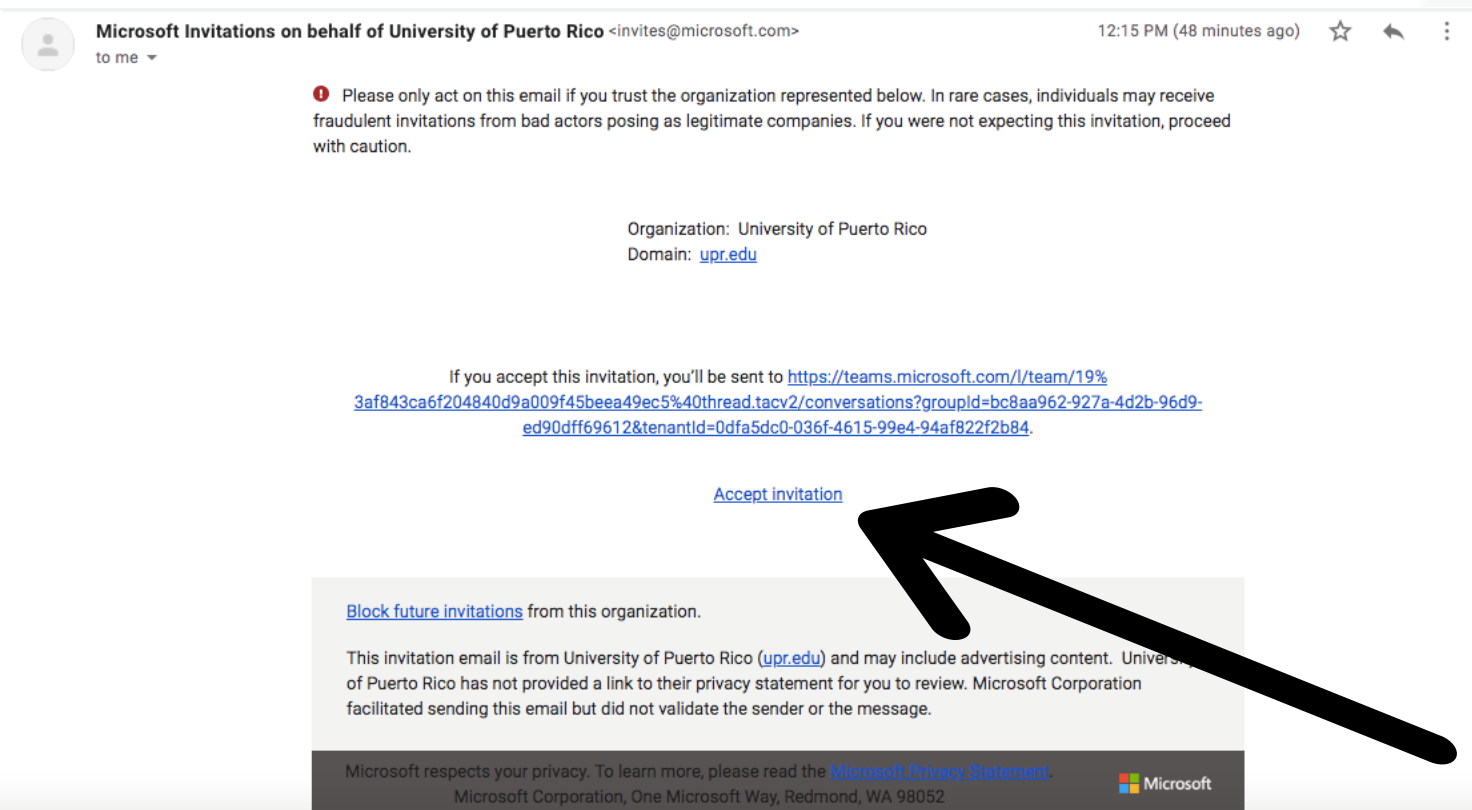 Microsoft Invitations on behalf of University of Puerto Rico <invites@microsoft.com>
12:15 PM (48 minutes ago)
to me
Please only act on this email if you trust the organization represented below. In rare cases, individuals may receive
fraudulent invitations from bad actors posing as legitimate companies. If you were not expecting this invitation, proceed
with caution.
Organization: University of Puerto Rico
Domain: upr.edu
If you accept this invitation, you'll be sent to https://teams.microsoft.com/l/team/19%
3af843ca6f204840d9a009f45beea49ec5%40thread.tacv2/conversations?groupId=bc8aa962-927a-4d2b-96d9-
ed90dff69612&tenantId=0dfa5dc0-036f-4615-99e4-94af822f2b84.
Accept invitation
Block future invitations from this organization.
This invitation email is from University of Puerto Rico (upr.edu) and may include advertising content.
of Puerto Rico has not provided a link to their privacy statement for you to review. Microsoft Corporation
facilitated sending this email but did not validate the sender or the message.
Microsoft respects your privacy. To learn more, please read the Microsoft Privacy Statement.
Microsoft Corporation, One Microsoft Way, Redmond, WA 98052
Microsoft